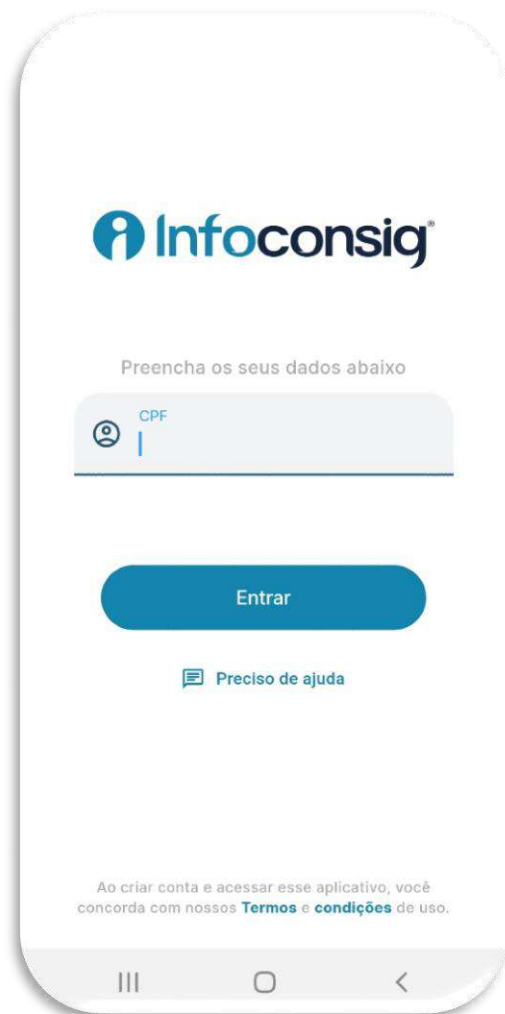 Infoconsig®
Preencha os seus dados abaixo
CPF
Entrar
Preciso de ajuda
Ao criar conta e acessar esse aplicativo, você
concorda com nossos Termos e condições de uso.